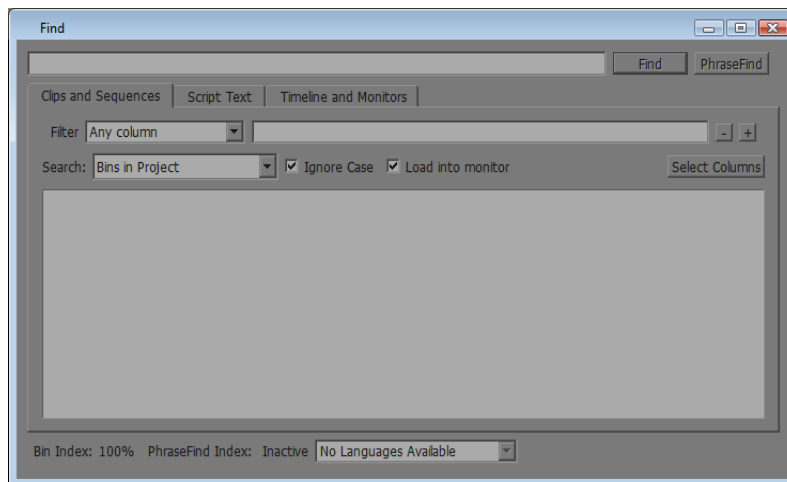 Find
Find PhraseFind
Clips and Sequences Script Text Timeline and Monitors
Filter Any column - +
Search: Bins in Project Ignore Case Load into monitor Select Columns
Bin Index: 100% PhraseFind Index: Inactive No Languages Available